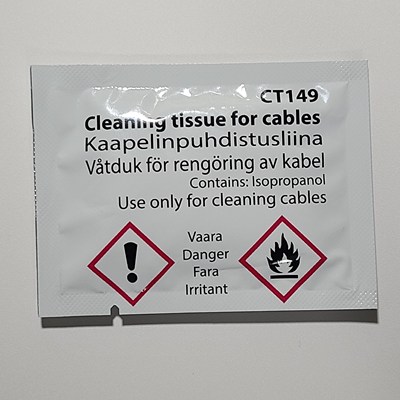 CT149
Cleaning tissue for cables
Kaapelinpuhdistusliina
Våtduk för rengöring av kabel
Contains: Isopropanol
Use only for cleaning cables
Vaara
Danger
Fara
Irritant